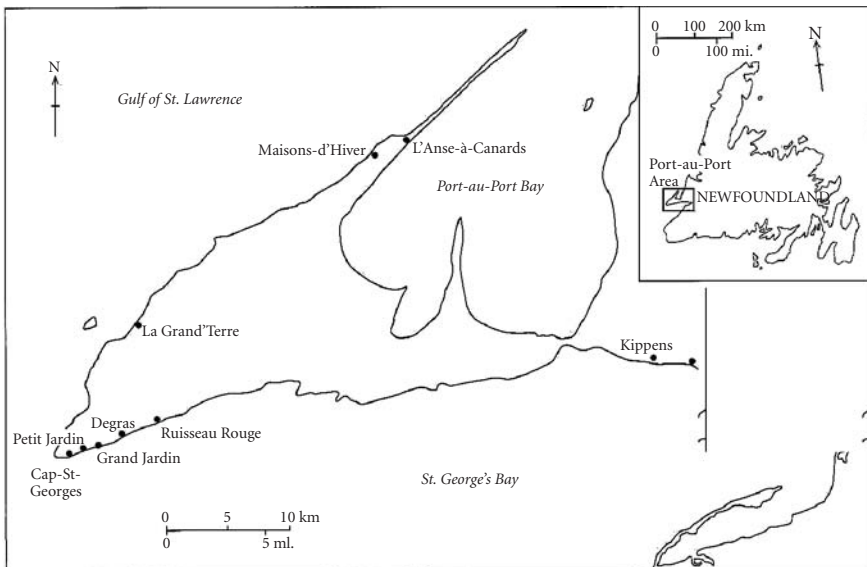 N
Gulf of St. Lawrence
Maisons-d'Hiver
L'Anse-à-Canards
Port-au-Port Bay
La Grand'Terre
Kippens
Degras
Ruisseau Rouge
Petit Jardin
Grand Jardin
Cap-St-
Georges
St. George's Bay
0 5 10 km
0 5 ml.
0 100 200 km
0 100 mi.
N
Port-au-Port
Area
NEWFOUNDLAND